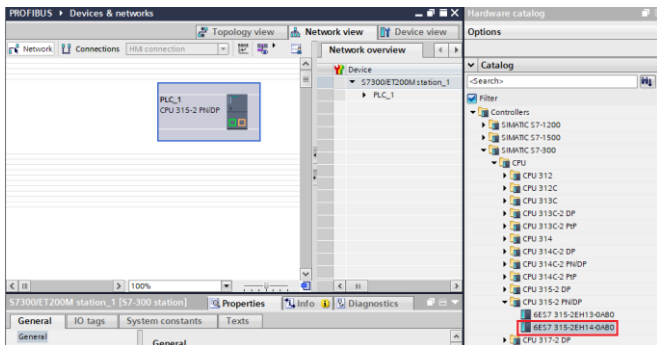 PROFIBUS ▸ Devices & networks
Hardware catalog
Topology view
Network view
Device view
Options
Network
Connections
HMI connection
Network overview
PLC_1
CPU 315-2 PN/DP
Device
S7300/ET200M station_1
PLC_1
Catalog
<Search>
Filter
Controllers
SIMATIC S7-1200
SIMATIC S7-1500
SIMATIC S7-300
CPU
CPU 312
CPU 312C
CPU 313C
CPU 313C-2 DP
CPU 313C-2 PtP
CPU 314
CPU 314C-2 DP
CPU 314C-2 PN/DP
CPU 314C-2 PtP
CPU 315-2 DP
CPU 315-2 PN/DP
6ES7 315-2EH13-0AB0
6ES7 315-2EH14-0AB0
CPU 317-2 DP
100%
S7300/ET200M station_1 [S7-300 station]
Properties
Info
Diagnostics
General
IO tags
System constants
Texts
General
General